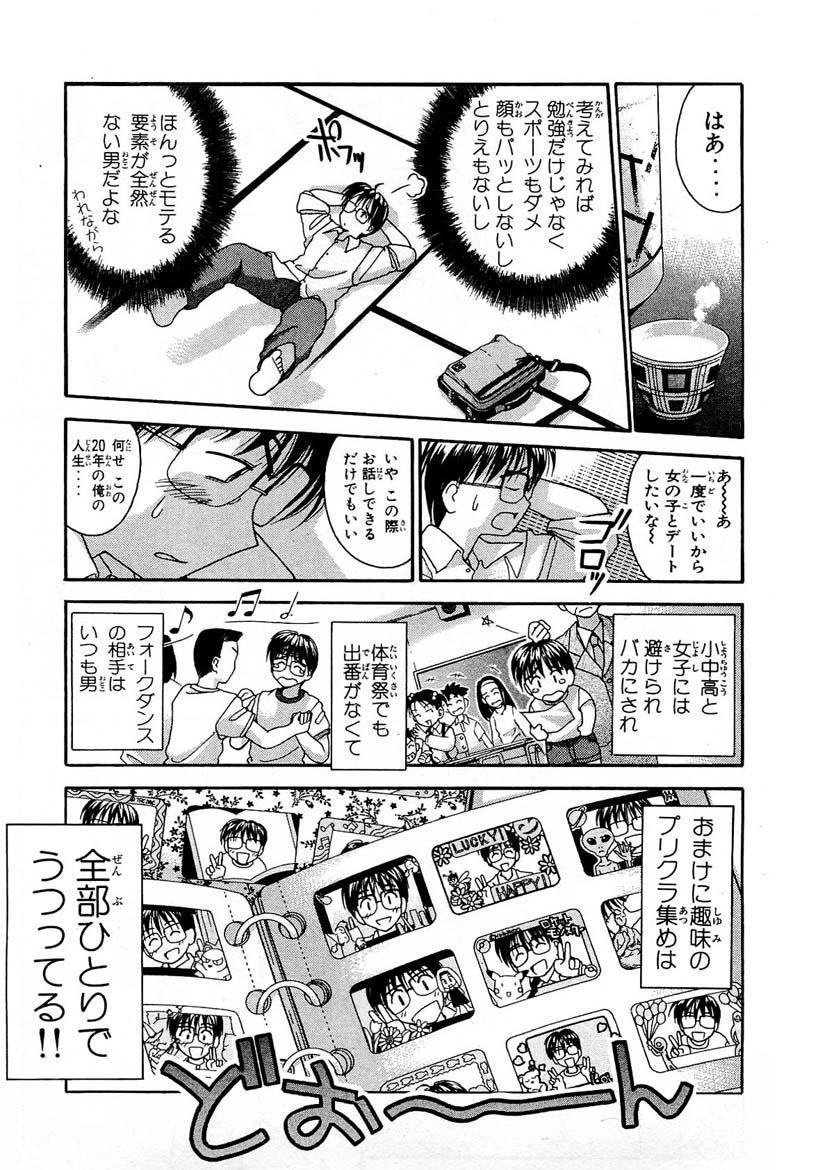 はあ････
考えてみれば
勉強だけじゃなく
スポーツもダメ
顔もパッとしないし
とりえもないし
ポフッ
ほんっとモテる
要素が全然
ない男だよな
われながら
あ〜〜あ
一度でいいから
女の子とデート
したいな〜
ゴロッ
いや この際
お話しできる
だけでもいい
何せ この
20年の俺の
人生････
小中高と
女子には
避けられ
バカにされ
体育祭でも
出番がなくて
フォークダンス
の相手は
いつも男
おまけに趣味の
プリクラ集めは
LUCKY!
HAPPY!
全部ひとりで
うつってる!!
どお〜〜ん